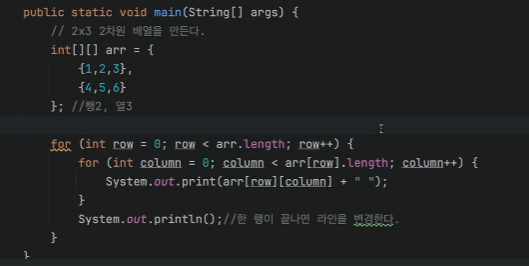 public static void main(String[] args) {
// 2x3 2차원 배열을 만든다.
int[][] arr = {
{1,2,3},
{4,5,6}
}; //행2, 열3
for (int row = 0; row < arr.length; row++) {
for (int column = 0; column < arr[row].length; column++) {
System.out.print(arr[row][column] + " ");
}
System.out.println();//한 행이 끝나면 라인을 변경한다.
}
}